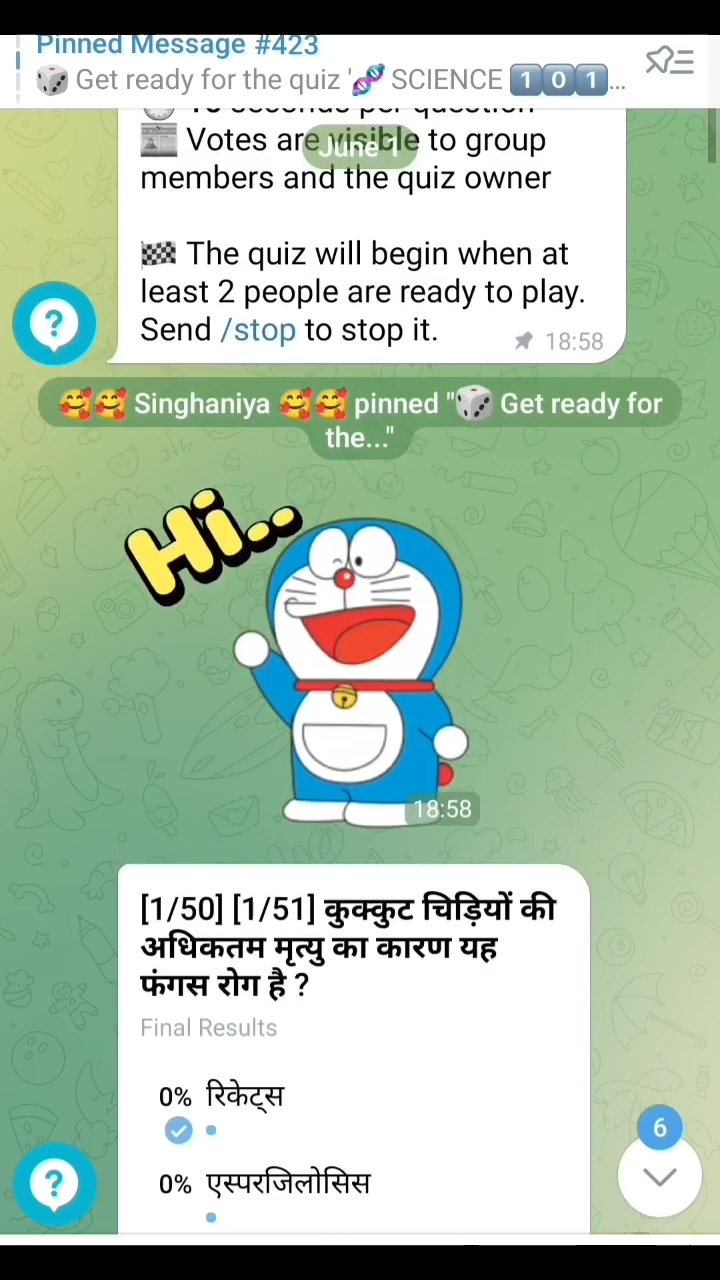 Pinned Message #423
🎲 Get ready for the quiz '🧬 SCIENCE 1️⃣0️⃣1️⃣...
seconds per question
📰 Votes are visible to group
June 1
members and the quiz owner
🏁 The quiz will begin when at
least 2 people are ready to play.
Send /stop to stop it.
18:58
🥰🥰 Singhaniya 🥰🥰 pinned "🎲 Get ready for
the..."
Hi..
18:58
[1/50] [1/51] कुक्कुट चिड़ियों की
अधिकतम मृत्यु का कारण यह
फंगस रोग है ?
Final Results
0% रिकेट्स
6
0% एस्परजिलोसिस